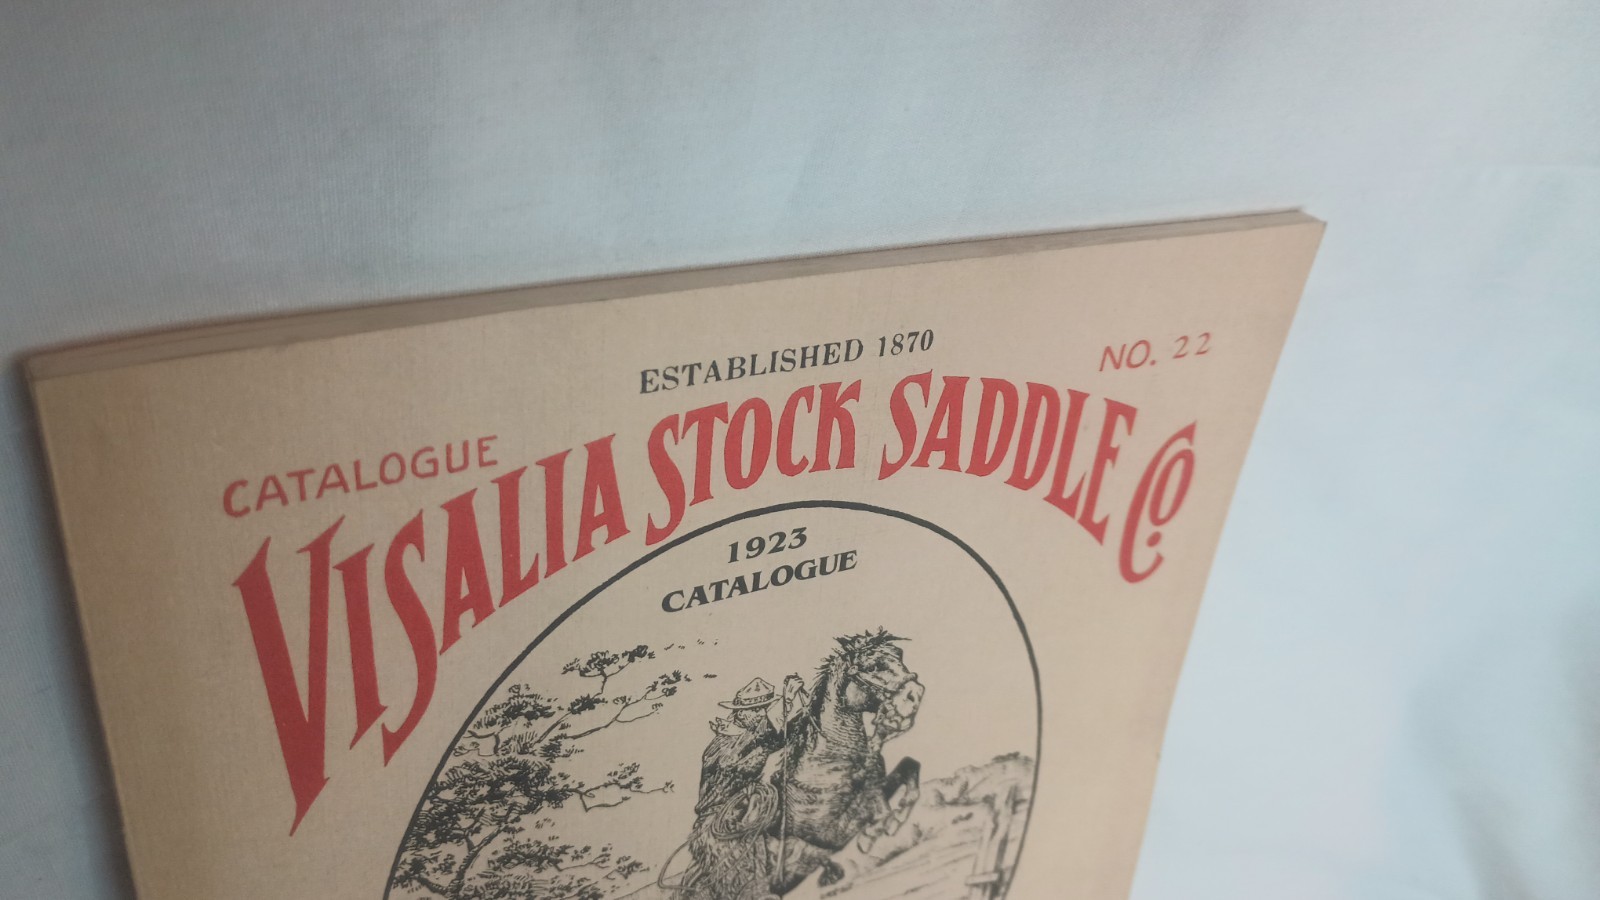 ESTABLISHED 1870
CATALOGUE NO. 22
VISALIA STOCK SADDLE CO.
1923
CATALOGUE